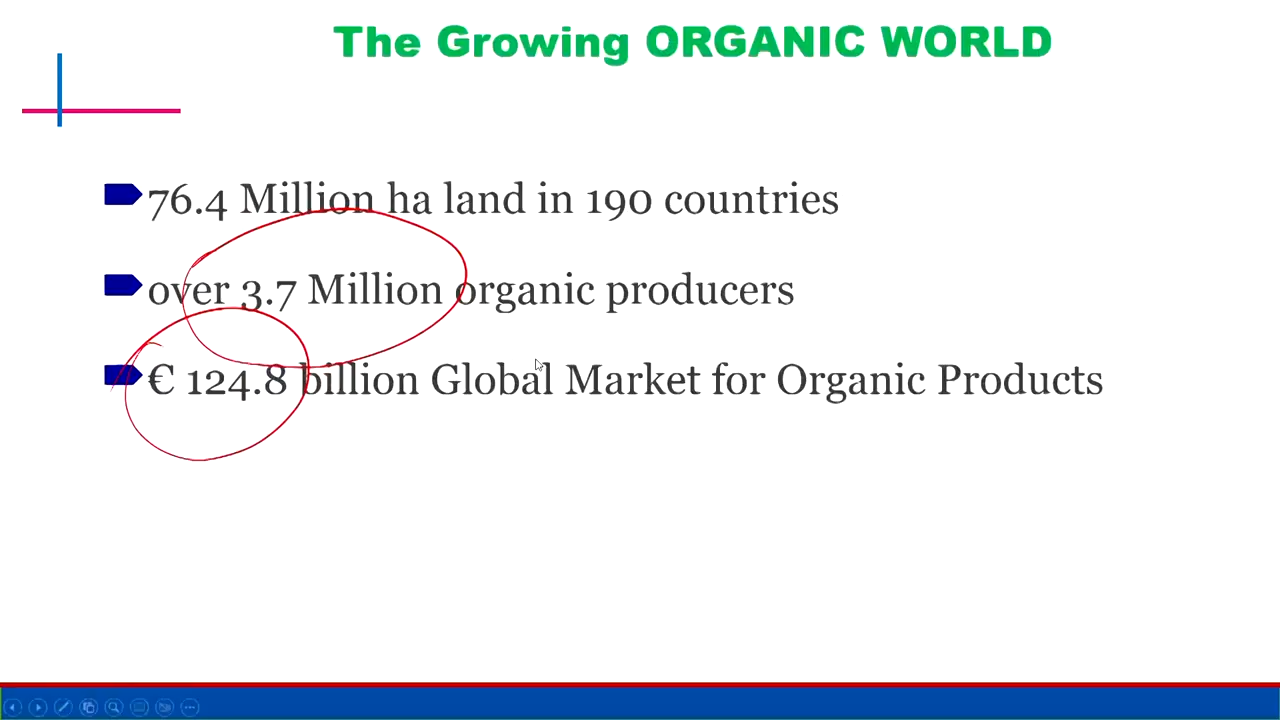 The Growing ORGANIC WORLD
76.4 Million ha land in 190 countries
over 3.7 Million organic producers
€ 124.8 billion Global Market for Organic Products